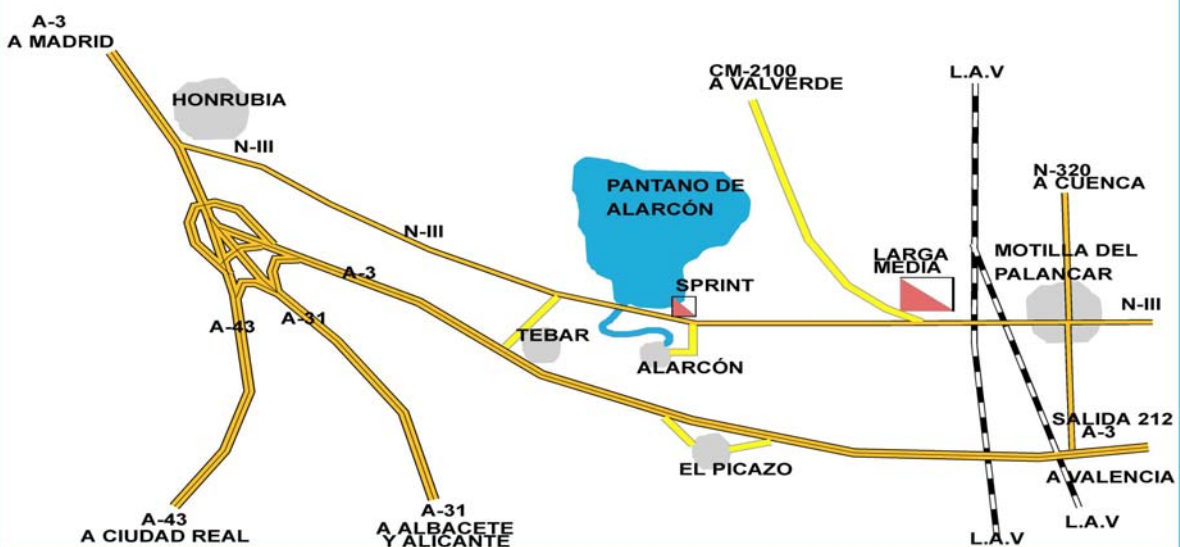 A-3
A MADRID
HONRUBIA
N-III
N-III
A-3
A-43
A-31
A-43
A CIUDAD REAL
A-31
A ALBACETE
Y ALICANTE
TEBAR
PANTANO DE
ALARCÓN
SPRINT
ALARCÓN
EL PICAZO
CM-2100
A VALVERDE
LARGA
MEDIA
L.A.V
N-320
A CUENCA
MOTILLA DEL
PALANCAR
N-III
SALIDA 212
A-3
A VALENCIA
L.A.V
L.A.V